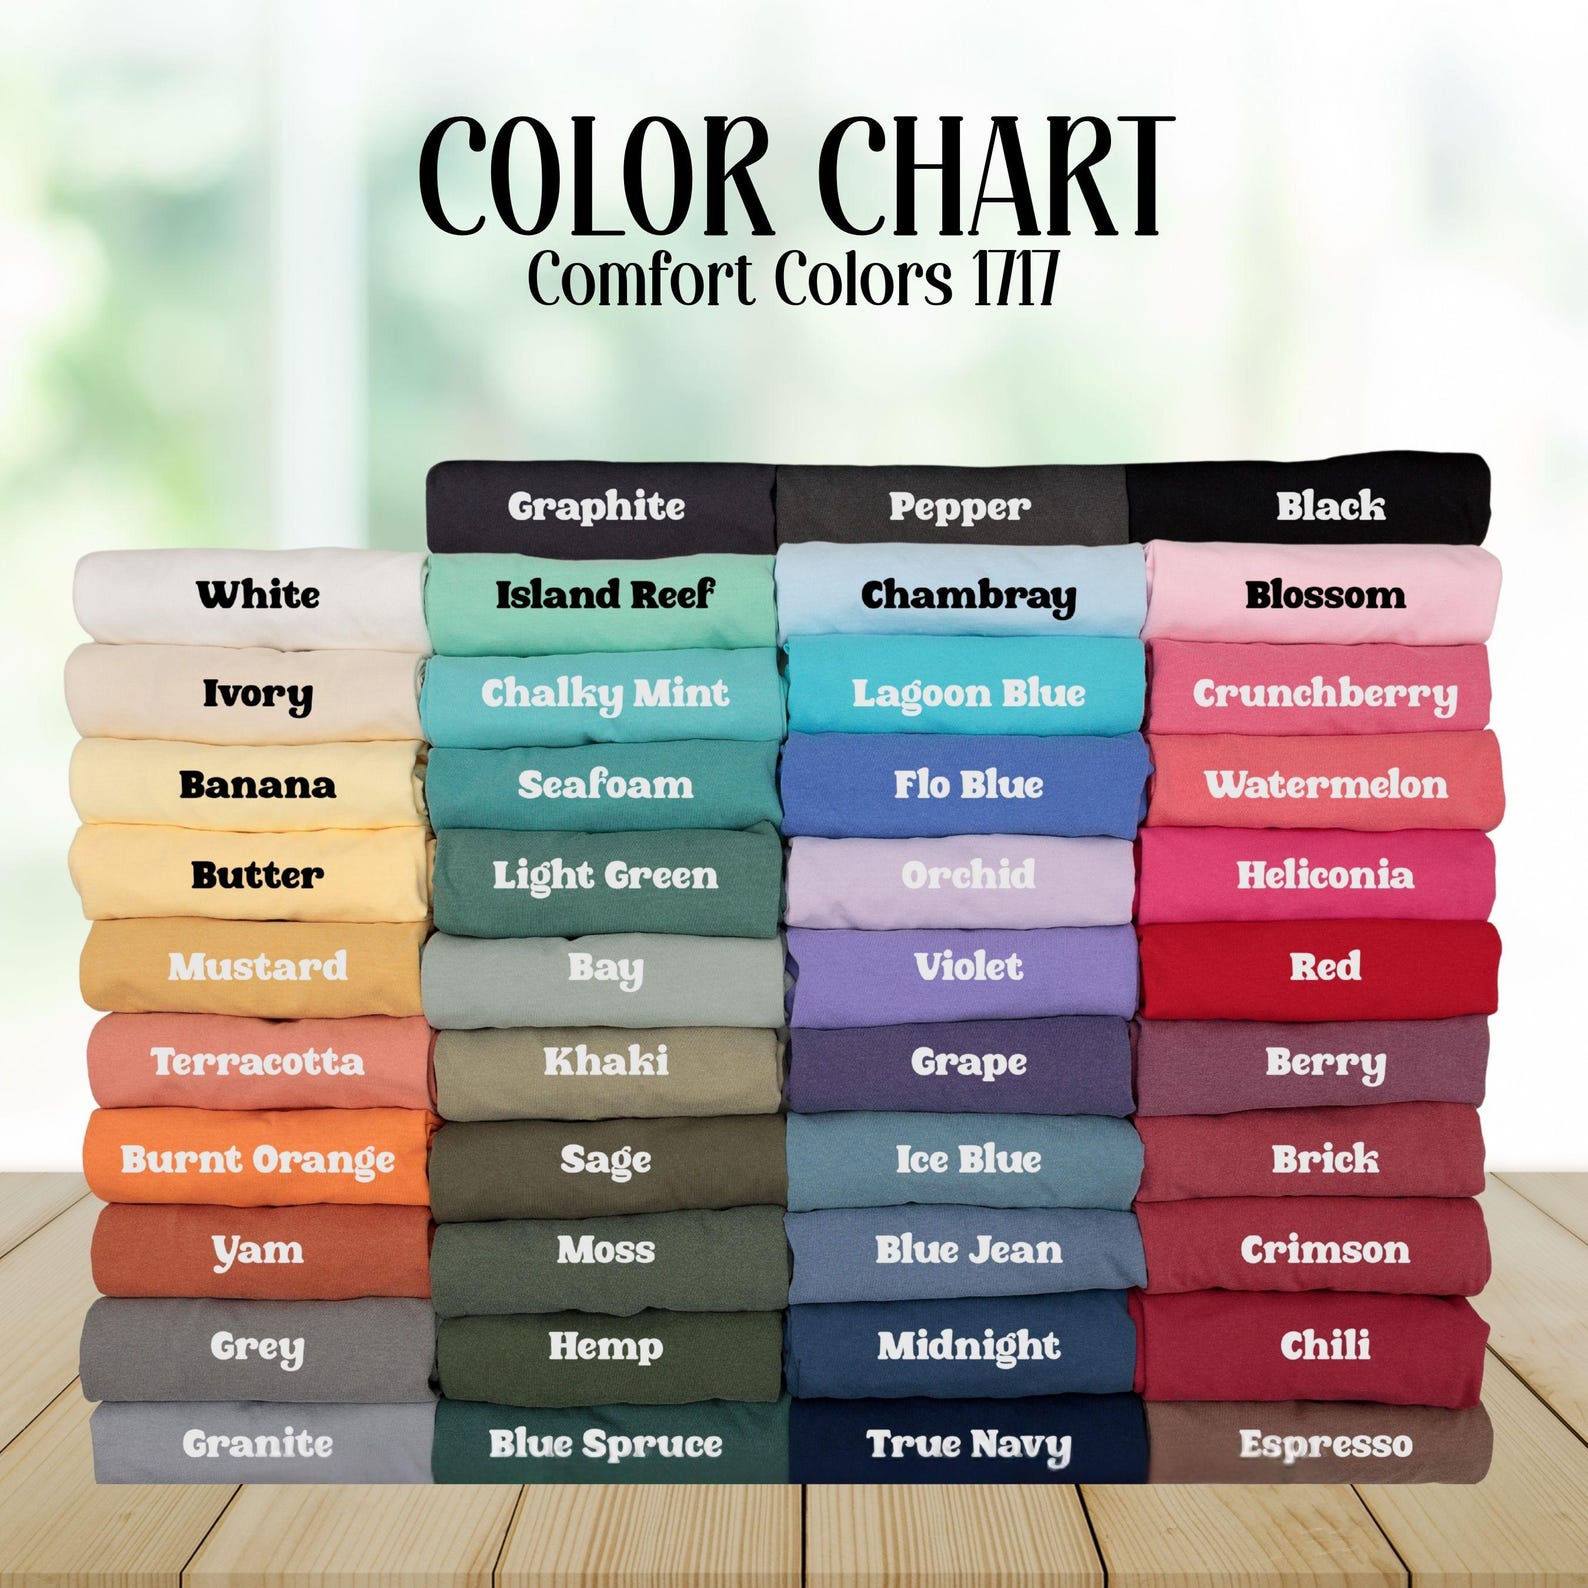 COLOR CHART
Comfort Colors 1717
Graphite Pepper Black
White Island Reef Chambray Blossom
Ivory Chalky Mint Lagoon Blue Crunchberry
Banana Seafoam Flo Blue Watermelon
Butter Light Green Orchid Heliconia
Mustard Bay Violet Red
Terracotta Khaki Grape Berry
Burnt Orange Sage Ice Blue Brick
Yam Moss Blue Jean Crimson
Grey Hemp Midnight Chili
Granite Blue Spruce True Navy Espresso